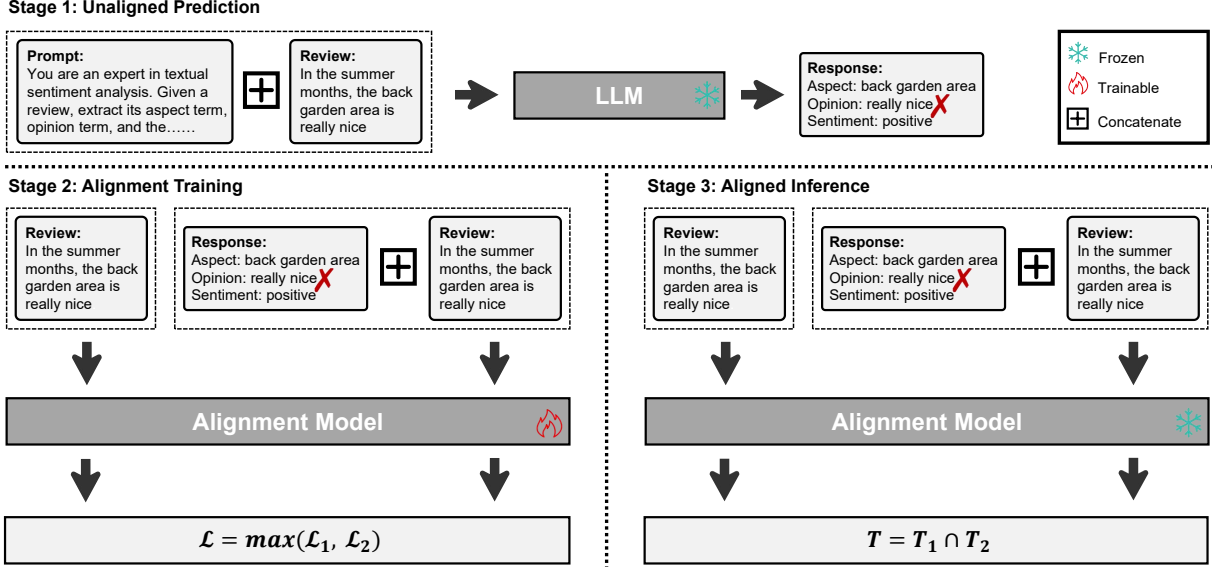 Stage 1: Unaligned Prediction
Prompt:
You are an expert in textual
sentiment analysis. Given a
review, extract its aspect term,
opinion term, and the......
Review:
In the summer
months, the back
garden area is
really nice
LLM
Response:
Aspect: back garden area
Opinion: really nice
Sentiment: positive
Frozen
Trainable
Concatenate
Stage 2: Alignment Training
Review:
In the summer
months, the back
garden area is
really nice
Response:
Aspect: back garden area
Opinion: really nice
Sentiment: positive
Review:
In the summer
months, the back
garden area is
really nice
Alignment Model
ℒ = max(ℒ₁, ℒ₂)
Stage 3: Aligned Inference
Review:
In the summer
months, the back
garden area is
really nice
Response:
Aspect: back garden area
Opinion: really nice
Sentiment: positive
Review:
In the summer
months, the back
garden area is
really nice
Alignment Model
T = T₁ ∩ T₂